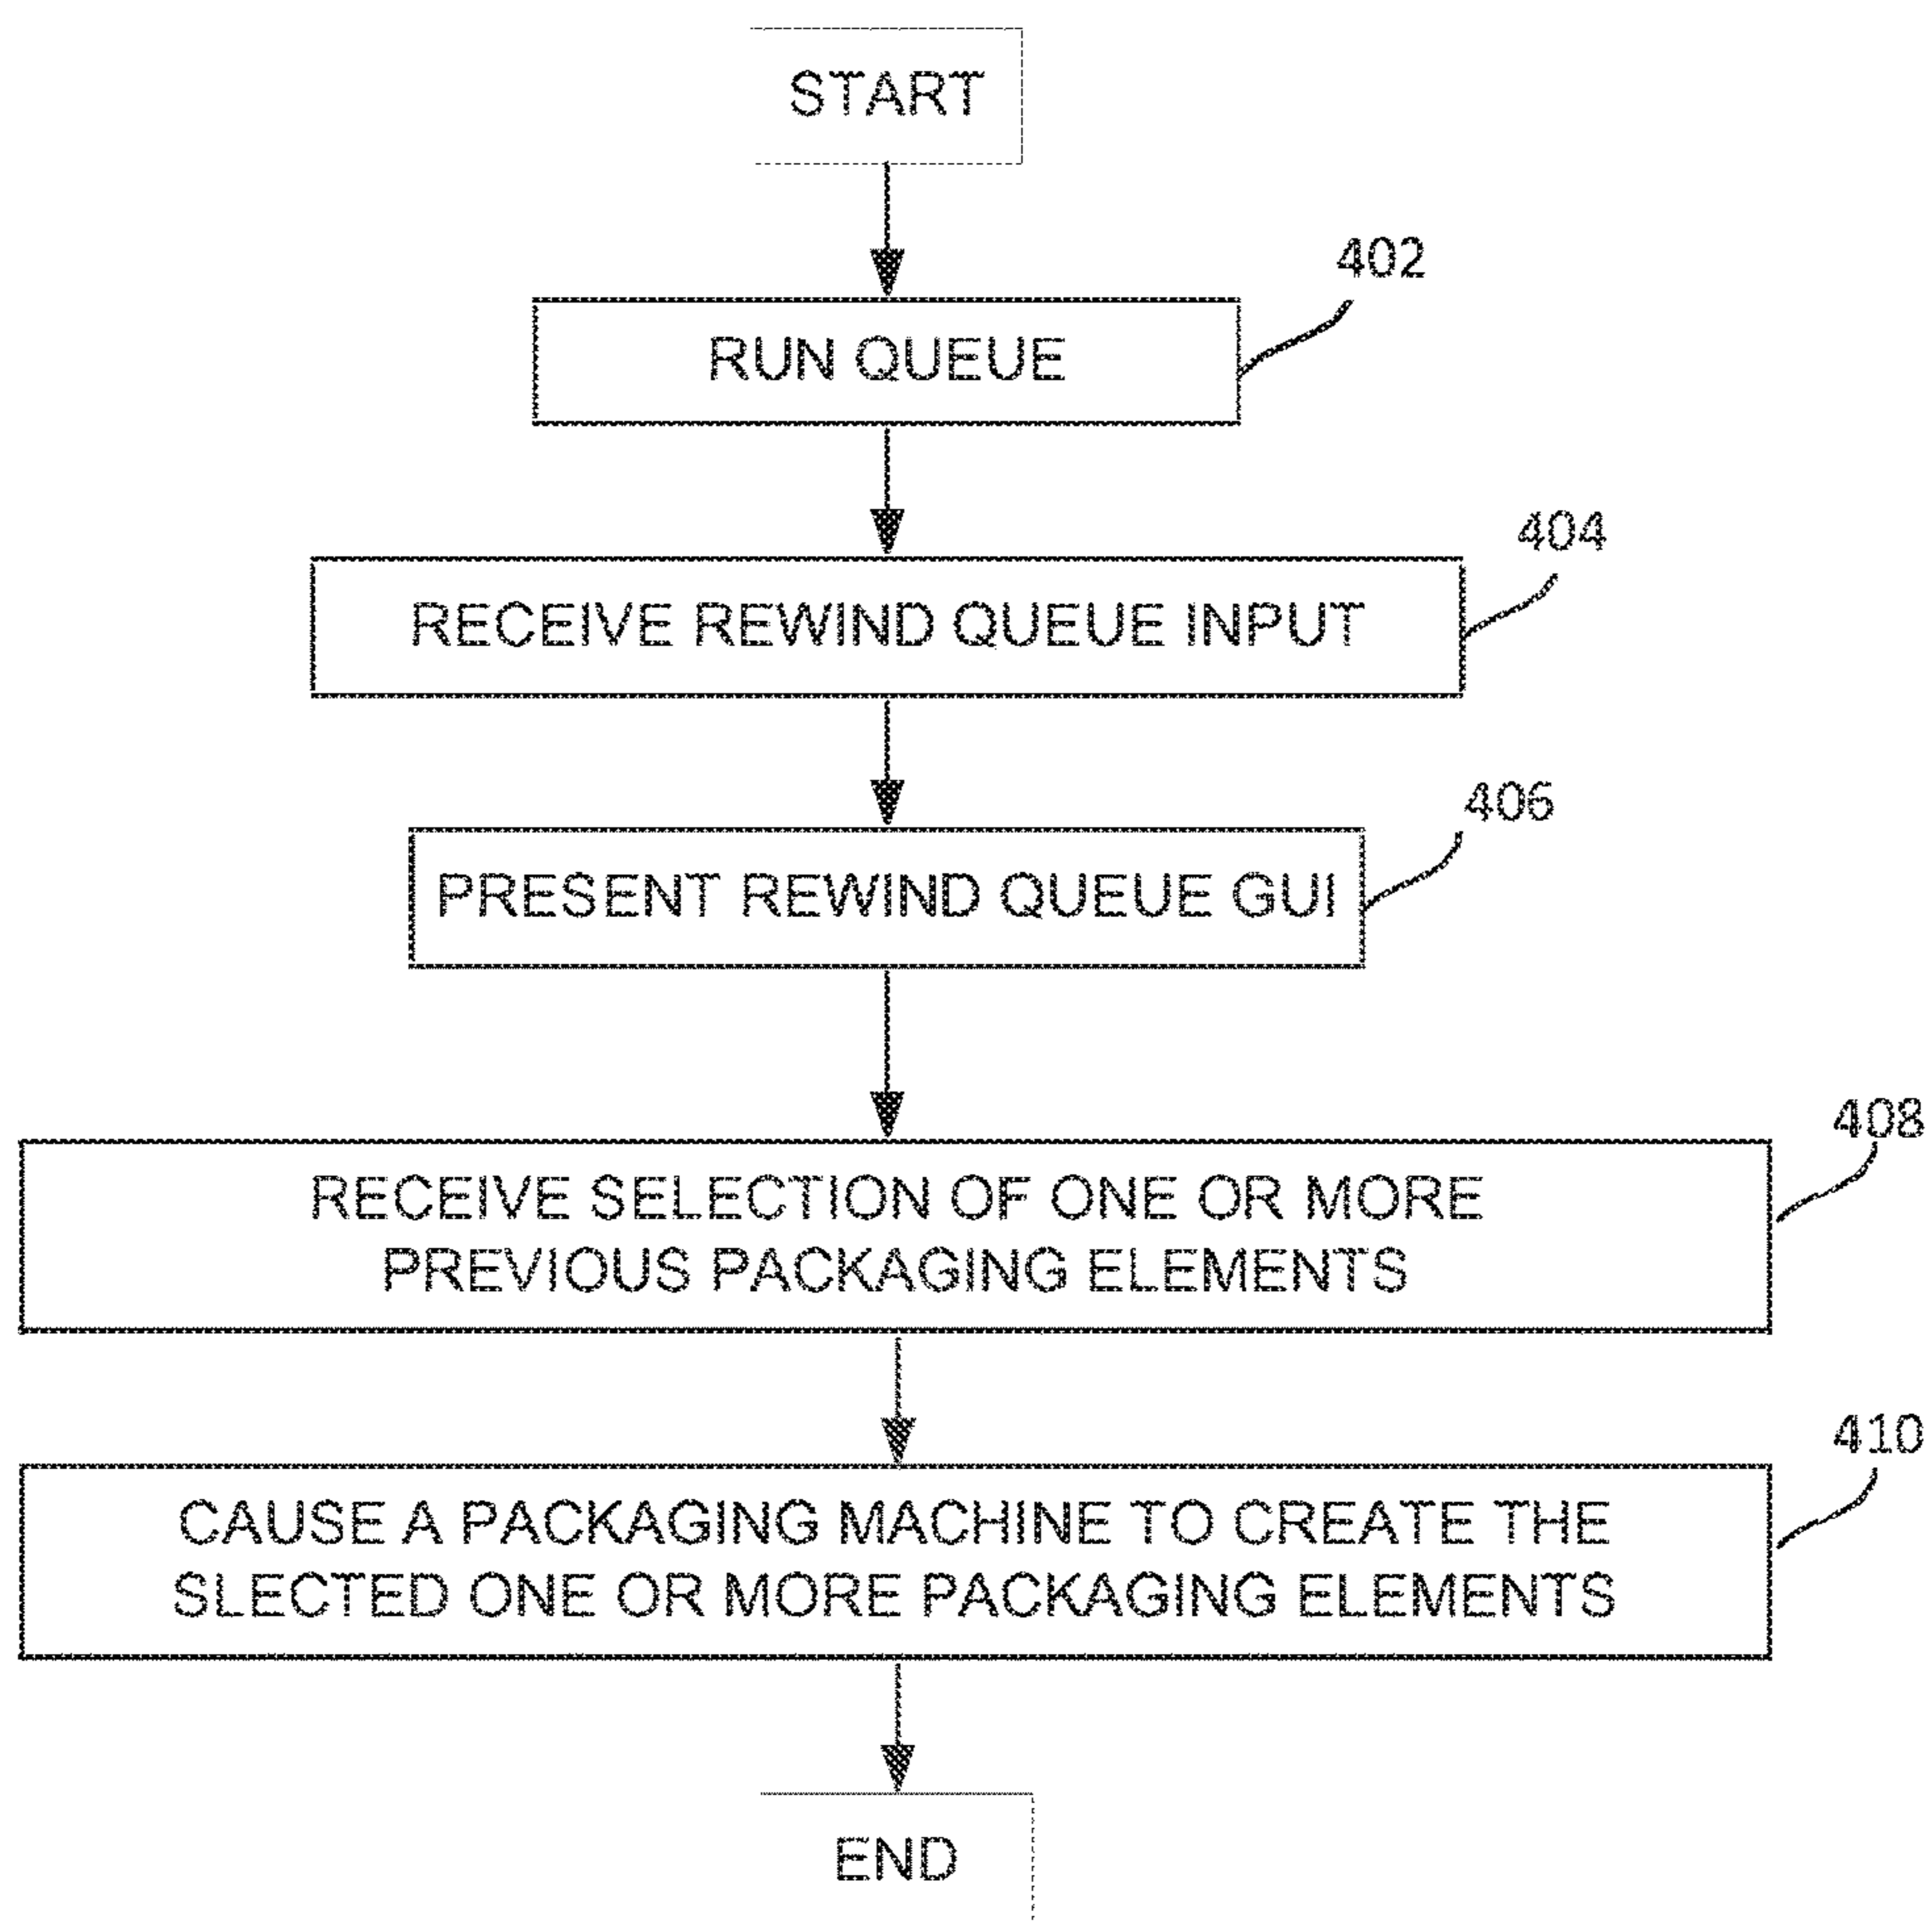 START
402
RUN QUEUE
404
RECEIVE REWIND QUEUE INPUT
406
PRESENT REWIND QUEUE GUI
408
RECEIVE SELECTION OF ONE OR MORE
PREVIOUS PACKAGING ELEMENTS
410
CAUSE A PACKAGING MACHINE TO CREATE THE
SLECTED ONE OR MORE PACKAGING ELEMENTS
END